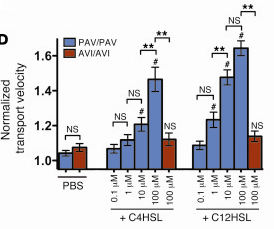 D
PAV/PAV
AVI/AVI
Normalized
transport velocity
1.6
1.4
1.2
1.0
NS
NS
NS
**
**
#
#
NS
NS
**
NS
**
#
#
#
NS
PBS
0.1 μM
1 μM
10 μM
100 μM
100 μM
0.1 μM
1 μM
10 μM
100 μM
100 μM
+ C4HSL
+ C12HSL